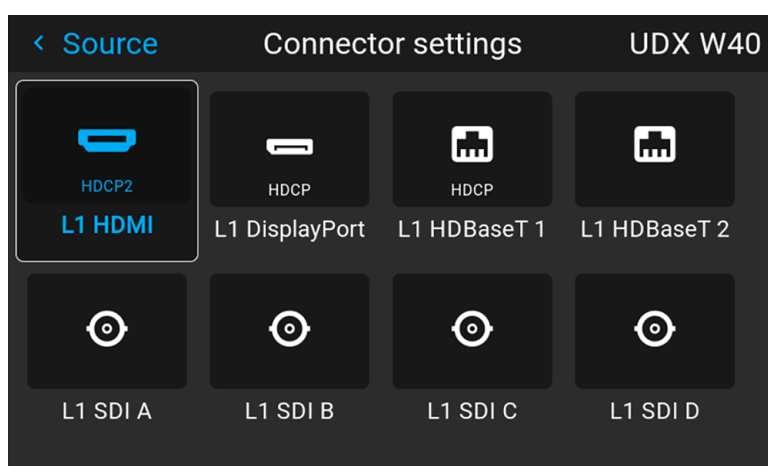 Source Connector settings UDX W40
HDCP2 HDCP HDCP
L1 HDMI L1 DisplayPort L1 HDBaseT 1 L1 HDBaseT 2
L1 SDI A L1 SDI B L1 SDI C L1 SDI D